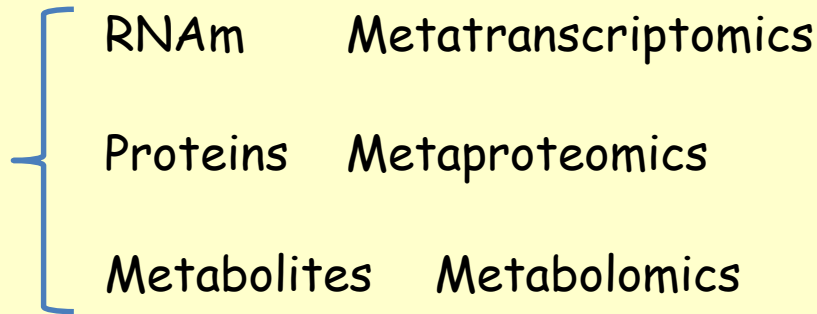 RNAm Metatranscriptomics
Proteins Metaproteomics
Metabolites Metabolomics